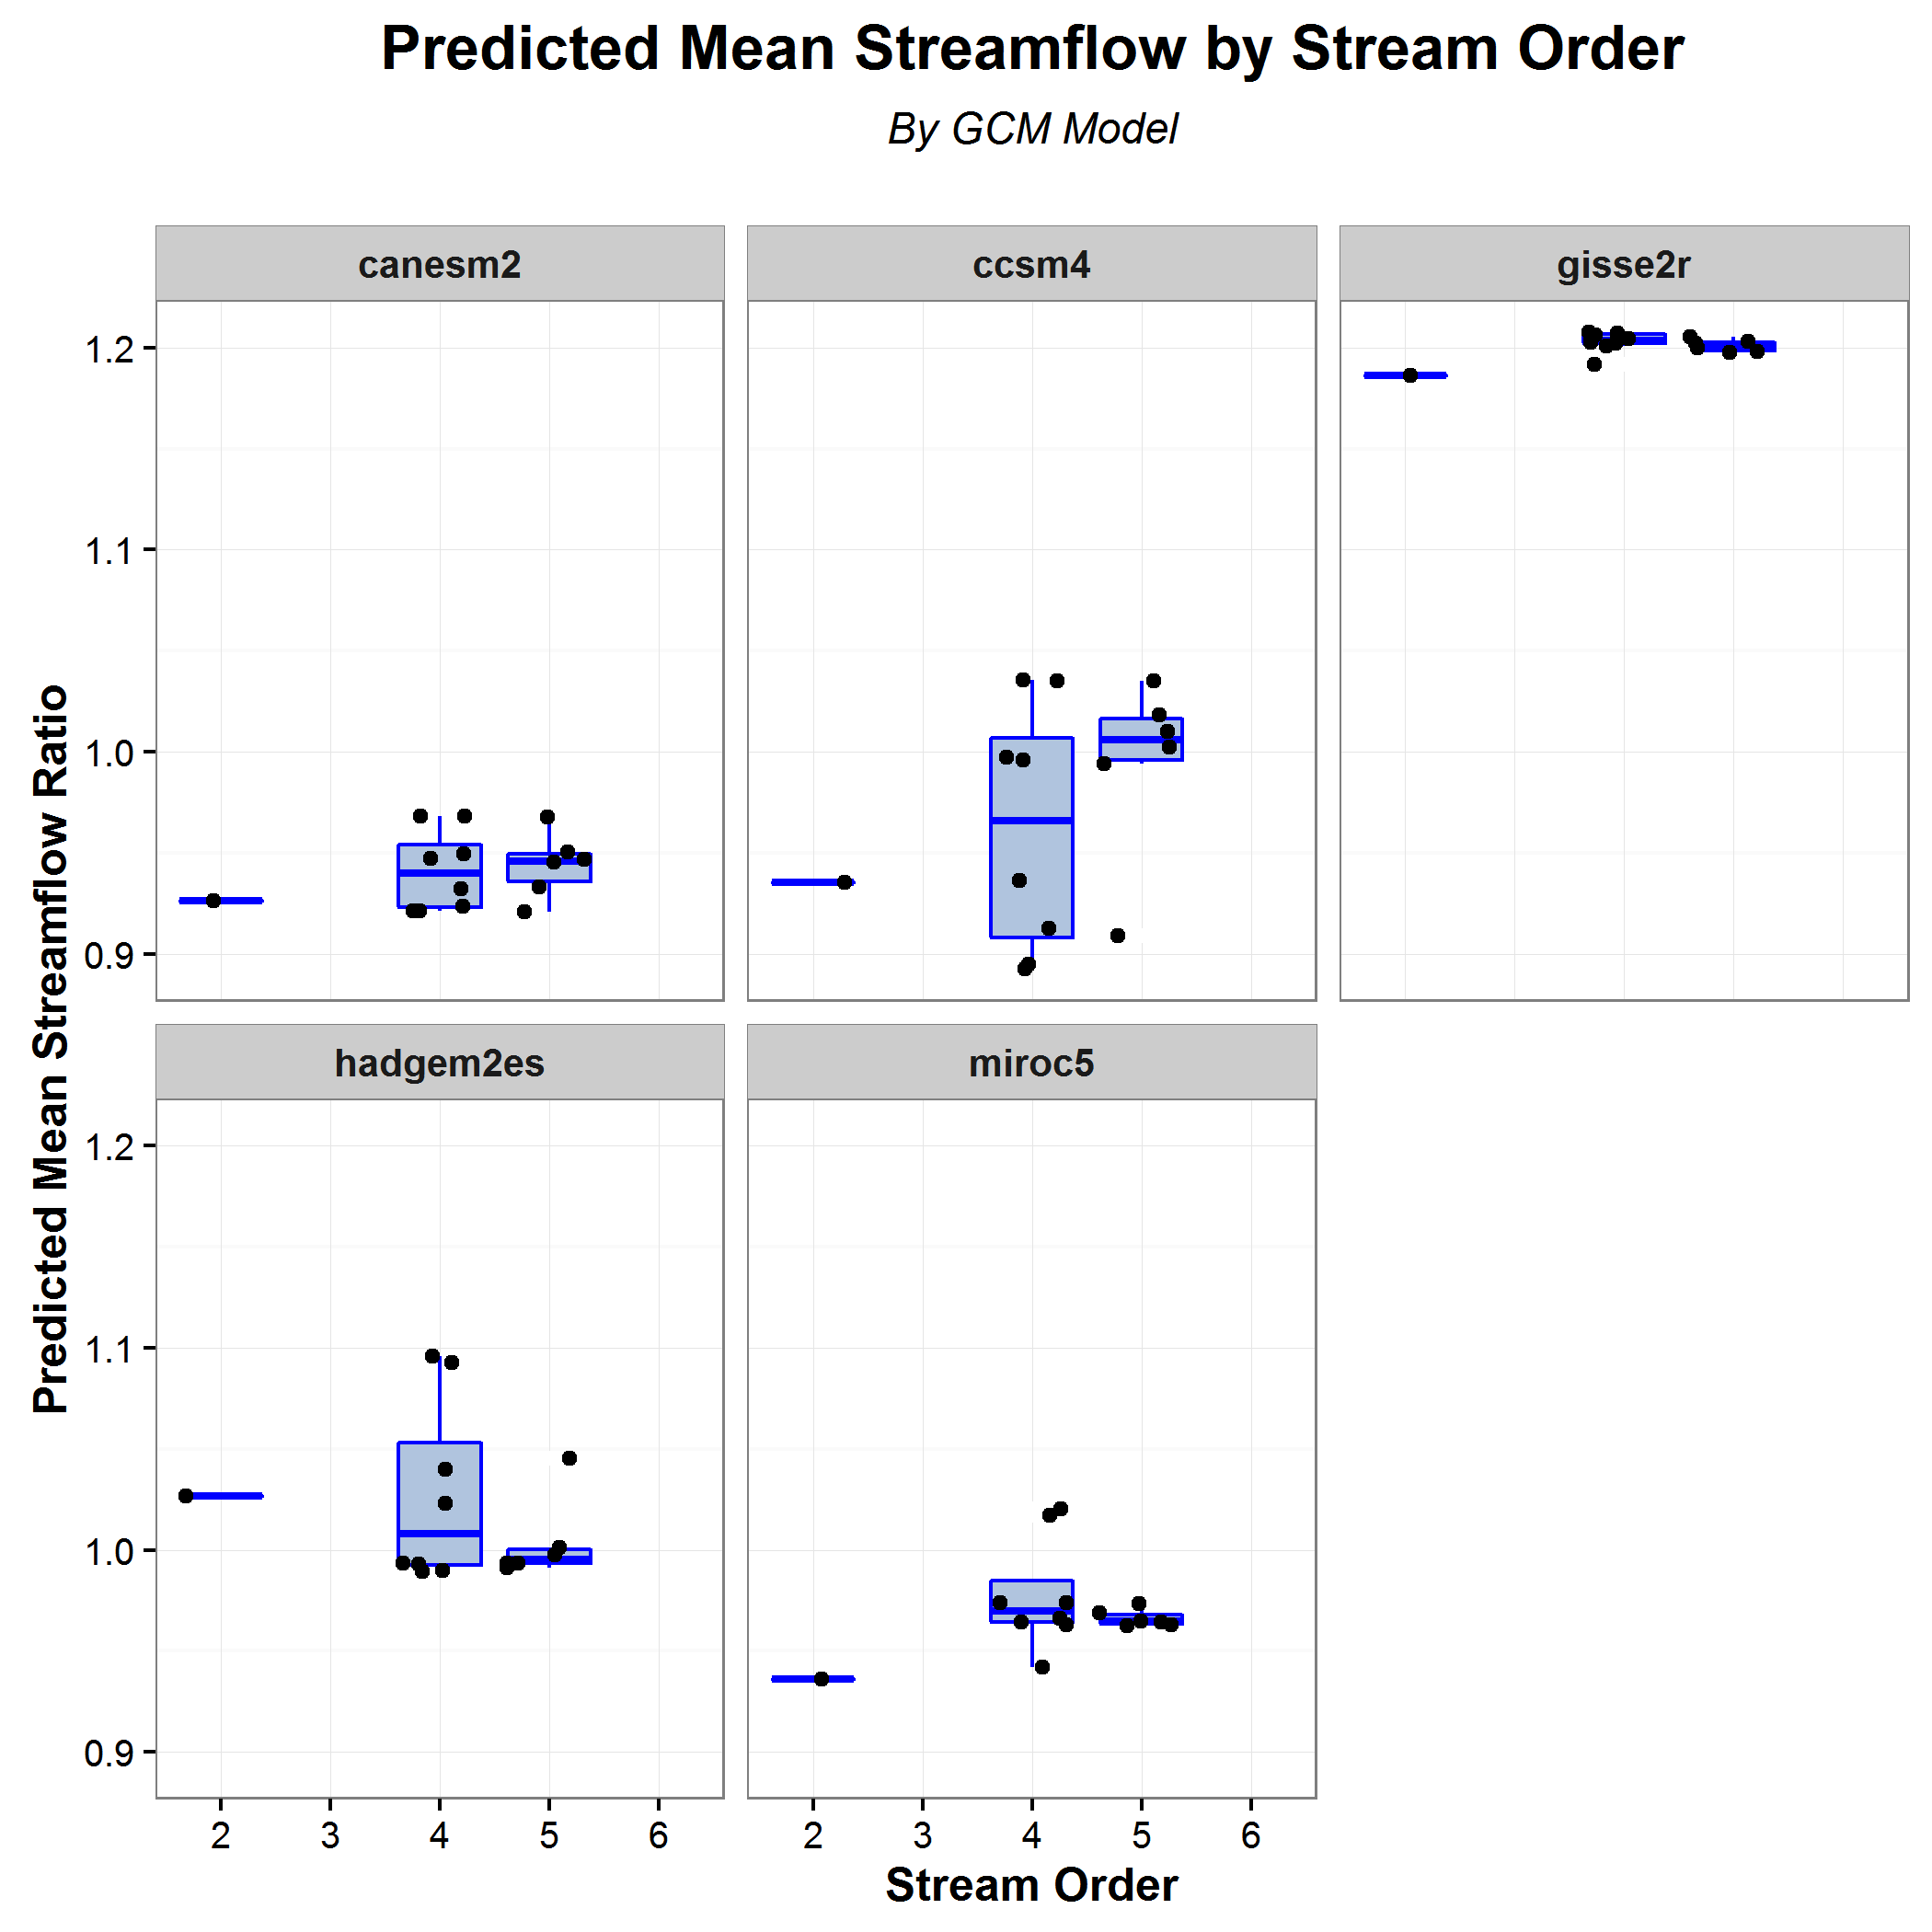 Predicted Mean Streamflow by Stream Order
By GCM Model
canesm2
ccsm4
gisse2r
1.2
1.1
1.0
0.9
Predicted Mean Streamflow Ratio
hadgem2es
miroc5
1.2
1.1
1.0
0.9
2 3 4 5 6
2 3 4 5 6
Stream Order